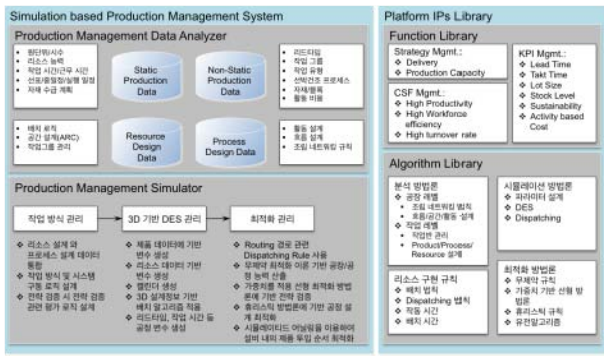 Simulation based Production Management System
Production Management Data Analyzer
원단위/시수
리소스 능력
작업 시간/근무 시간
선표/중일정/실행 일정
자재 수급 계획
Static
Production
Data
Non-Static
Production
Data
리드타임
작업 그룹
작업 유형
선박건조 프로세스
자재/블록
활동 비용
배치 로직
공간 설계(ARC)
작업그룹 관리
Resource
Design
Data
Process
Design Data
활동 설계
흐름 설계
조립 네트워킹 규칙
Production Management Simulator
작업 방식 관리
3D 기반 DES 관리
최적화 관리
리소스 설계 와
프로세스 설계 데이터
통합
작업 방식 및 시스템
구동 로직 설계
전략 검증 시 전략 검증
관련 평가 로직 설계
제품 데이터에 기반
변수 생성
리소스 데이터 기반
변수 생성
캘린더 생성
3D 설계정보 기반
배치 알고리즘 적용
리드타임, 작업 시간 등
공정 변수 생성
Routing 경로 관련
Dispatching Rule 사용
무제약 최적화 이론 기반 공장/공
정 능력 산출
가중치를 적용 선형 최적화 방법
론에 기반 전략 검증
휴리스틱 방법론에 기반 공정 설
계 최적화
시뮬레이티드 어닐링을 이용하여
설비 내의 제품 투입 순서 최적화
Platform IPs Library
Function Library
Strategy Mgmt.:
Delivery
Production Capacity
CSF Mgmt.:
High Productivity
High Workforce
efficiency
High turnover rate
KPI Mgmt.:
Lead Time
Takt Time
Lot Size
Stock Level
Sustainability
Activity based
Cost
Algorithm Library
분석 방법론
공장 레벨
조립 네트워킹 법칙
흐름/공간/활동 설계
작업 레벨
작업반 관리
Product/Process/
Resource 설계
시뮬레이션 방법론
파라미터 설계
DES
Dispatching
리소스 구현 규칙
배치 법칙
Dispatching 법칙
작동 시간
배치 시간
최적화 방법론
무제약
가중치 기반 선형 방
법론
휴리스틱 규칙
유전알고리즘